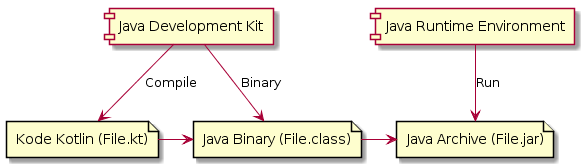 Java Development Kit
Java Runtime Environment
Compile
Binary
Run
Kode Kotlin (File.kt)
Java Binary (File.class)
Java Archive (File.jar)